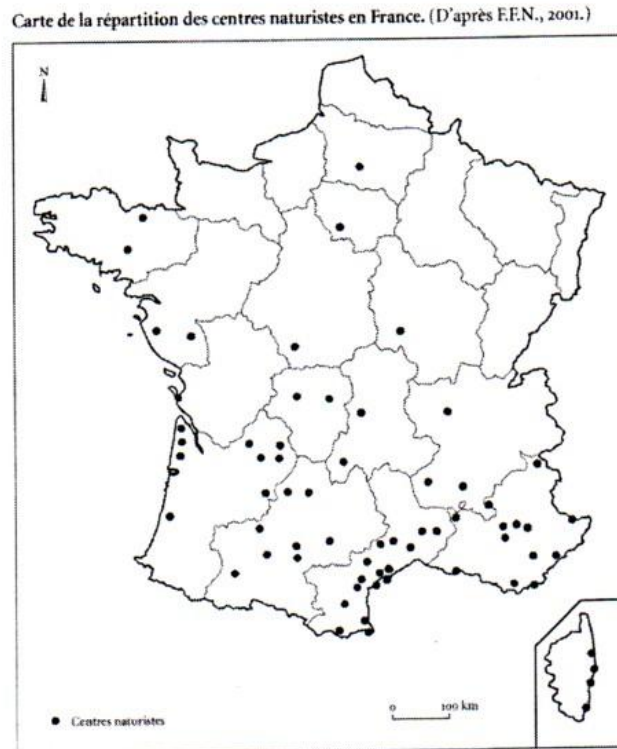 Carte de la répartition des centres naturistes en France. (D'après F.F.N., 2001.)
N
Centres naturistes
0 100 km